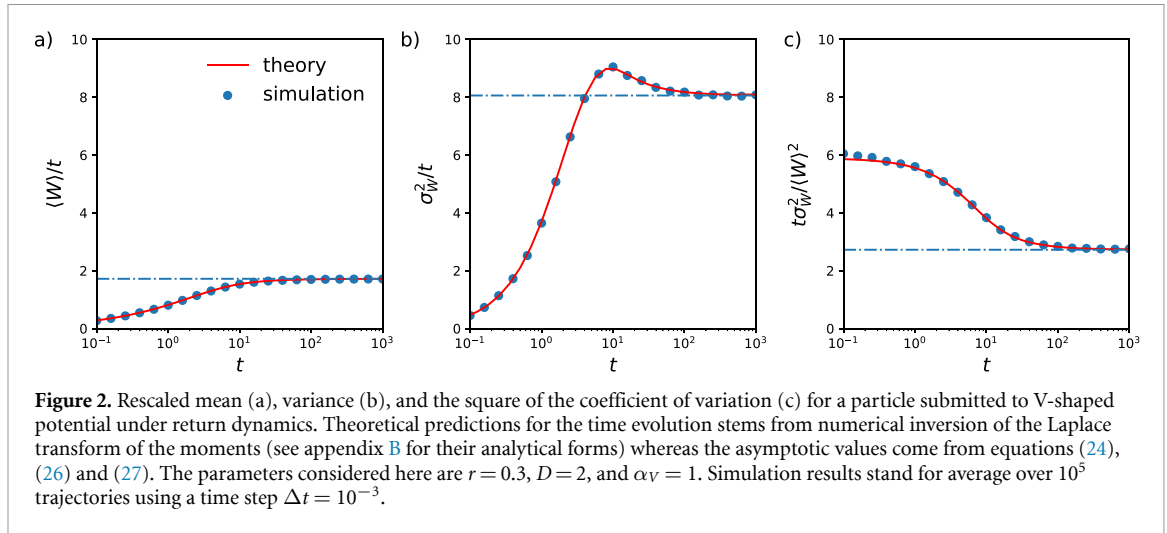 a)
10
8
6
4
2
0
⟨W⟩/t
10⁻¹ 10⁰ 10¹ 10² 10³
t
theory
simulation
b)
10
8
6
4
2
0
σ²_W/t
10⁻¹ 10⁰ 10¹ 10² 10³
t
c)
10
8
6
4
2
0
tσ²_W/⟨W⟩²
10⁻¹ 10⁰ 10¹ 10² 10³
t
Figure 2. Rescaled mean (a), variance (b), and the square of the coefficient of variation (c) for a particle submitted to V-shaped
potential under return dynamics. Theoretical predictions for the time evolution stems from numerical inversion of the Laplace
transform of the moments (see appendix B for their analytical forms) whereas the asymptotic values come from equations (24),
(26) and (27). The parameters considered here are r = 0.3, D = 2, and α_V = 1. Simulation results stand for average over 10⁵
trajectories using a time step Δt = 10⁻³.